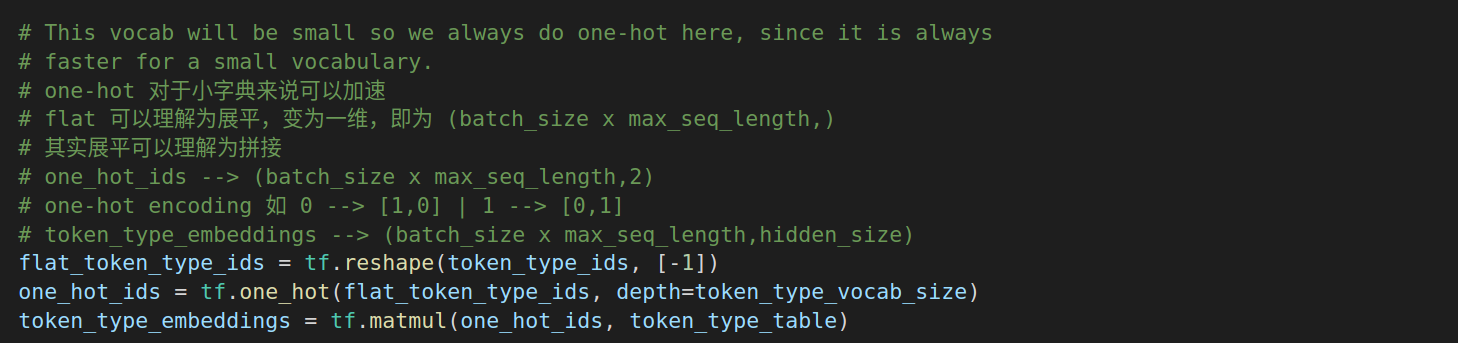 # This vocab will be small so we always do one-hot here, since it is always
# faster for a small vocabulary.
# one-hot 对于小字典来说可以加速
# flat 可以理解为展平，变为一维，即为 (batch_size x max_seq_length,)
# 其实展平可以理解为拼接
# one_hot_ids --> (batch_size x max_seq_length,2)
# one-hot encoding 如 0 --> [1,0] | 1 --> [0,1]
# token_type_embeddings --> (batch_size x max_seq_length,hidden_size)
flat_token_type_ids = tf.reshape(token_type_ids, [-1])
one_hot_ids = tf.one_hot(flat_token_type_ids, depth=token_type_vocab_size)
token_type_embeddings = tf.matmul(one_hot_ids, token_type_table)